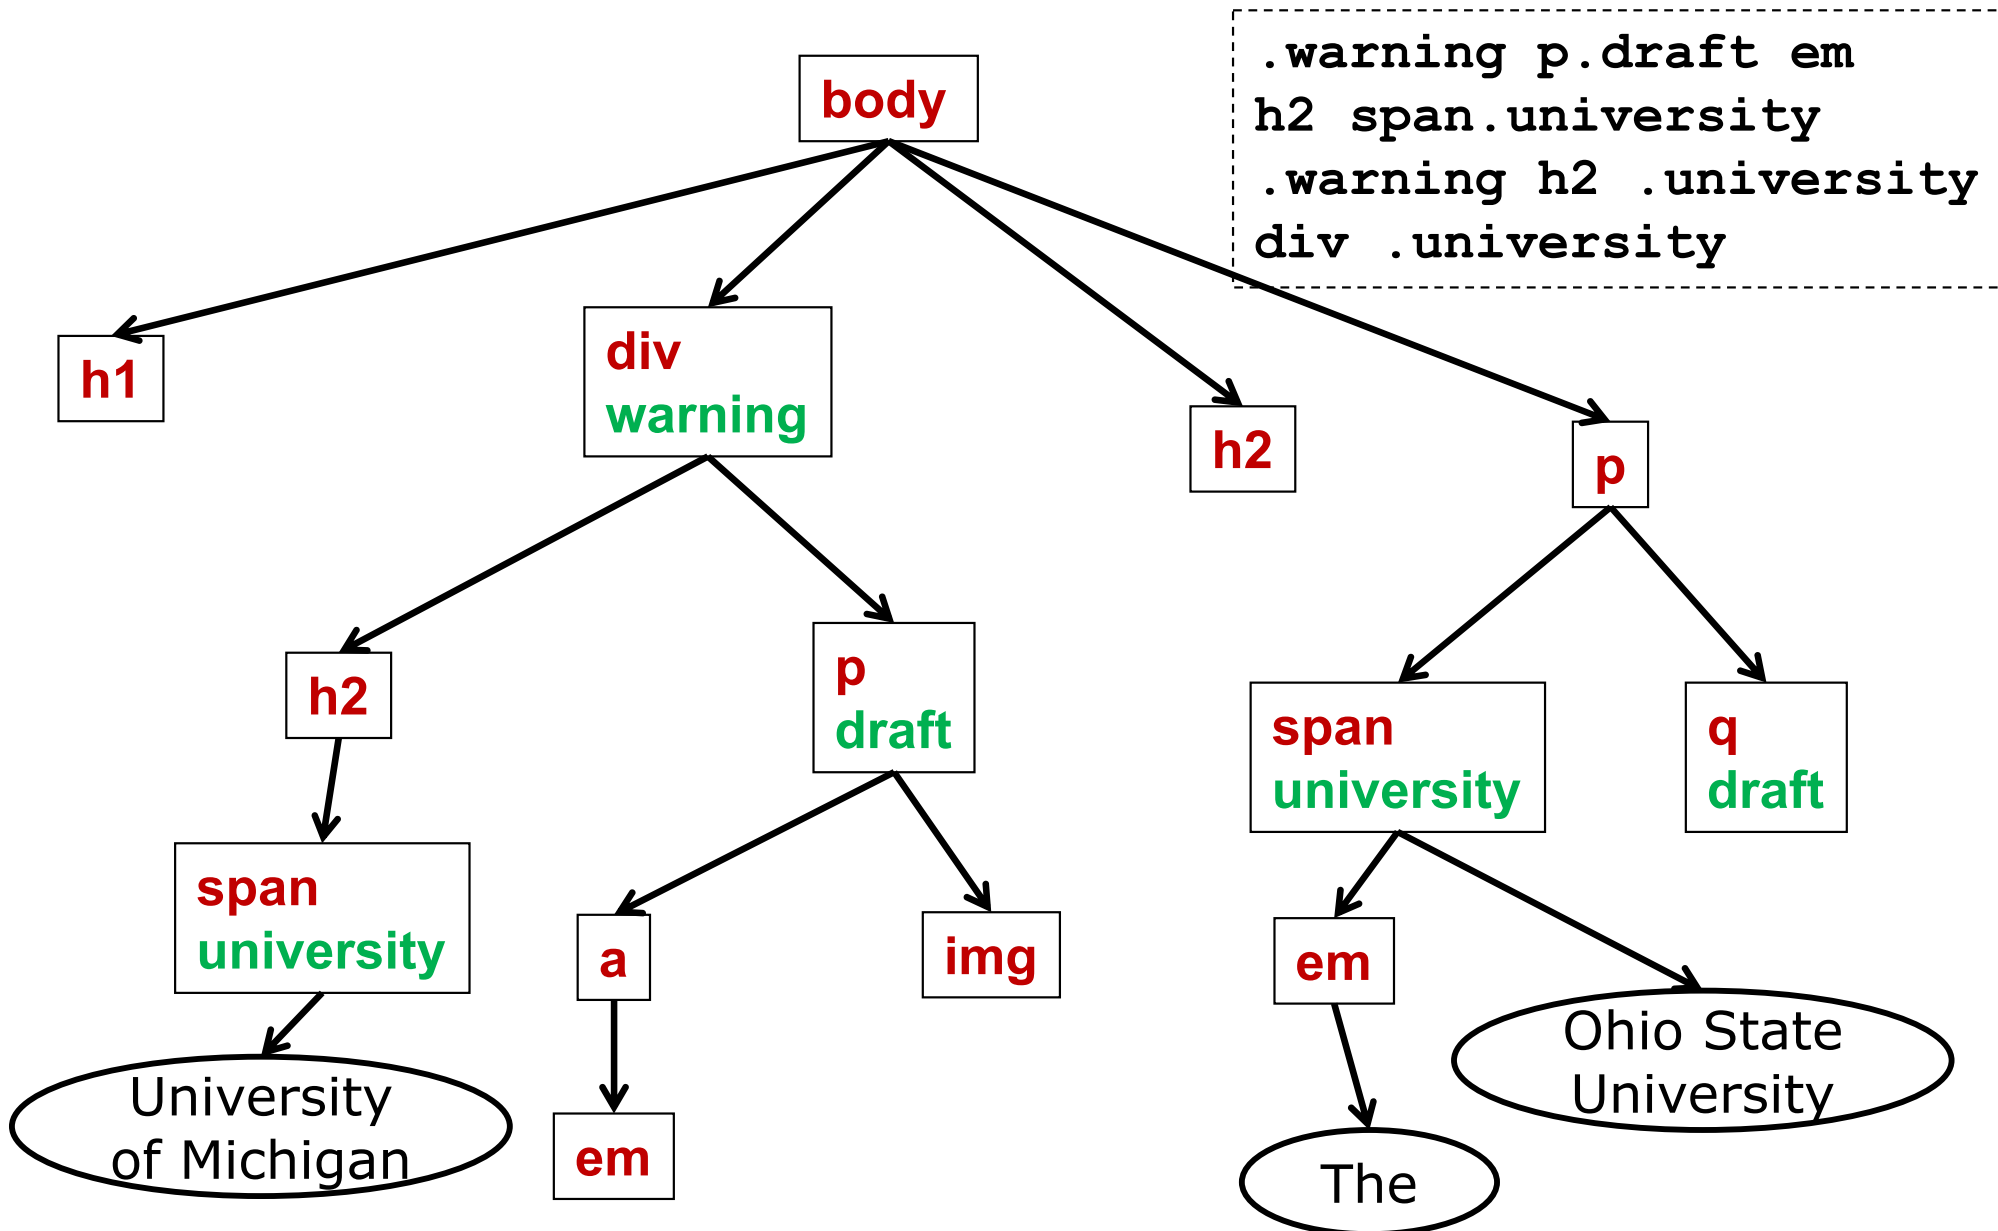 .warning p.draft em
h2 span.university
.warning h2 .university
div .university
body
h1
div
warning
h2
p
h2
p
draft
span
university
q
draft
span
university
a
img
em
Ohio State
University
University
of Michigan
em
The